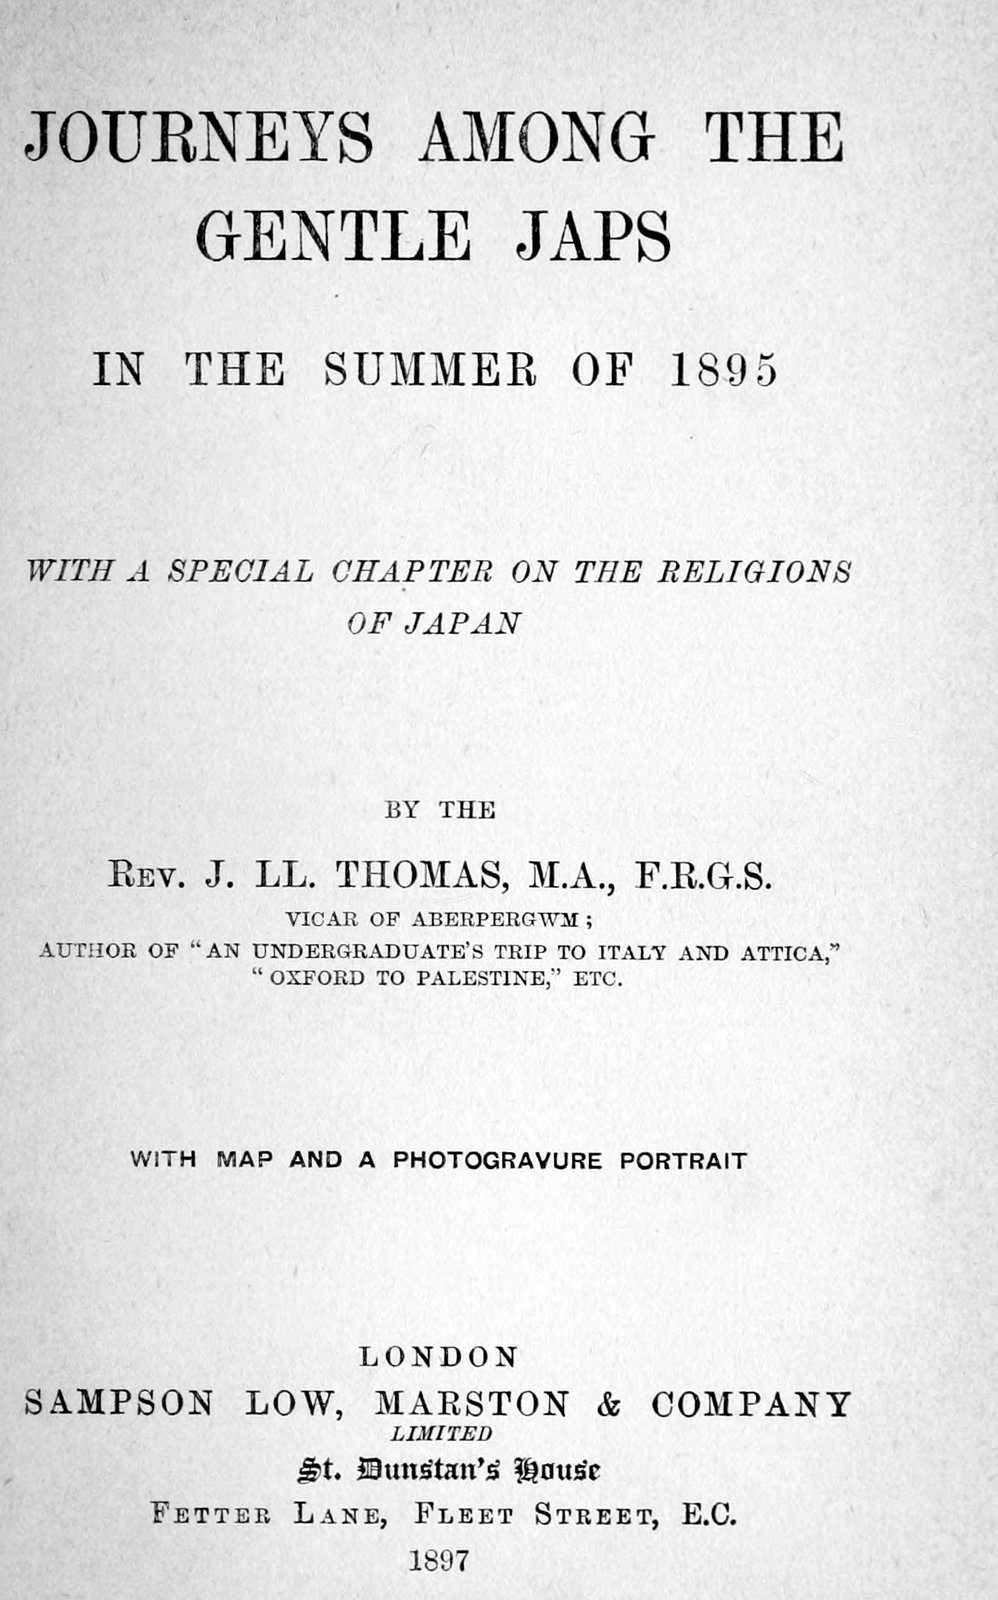 JOURNEYS AMONG THE
GENTLE JAPS
IN THE SUMMER OF 1895
WITH A SPECIAL CHAPTER ON THE RELIGIONS
OF JAPAN
BY THE
REV. J. LL. THOMAS, M.A., F.R.G.S.
VICAR OF ABERPERGWM;
AUTHOR OF "AN UNDERGRADUATE'S TRIP TO ITALY AND ATTICA,"
"OXFORD TO PALESTINE," ETC.
WITH MAP AND A PHOTOGRAVURE PORTRAIT
LONDON
SAMPSON LOW, MARSTON & COMPANY
LIMITED
St. Dunstan's House
FETTER LANE, FLEET STREET, E.C.
1897